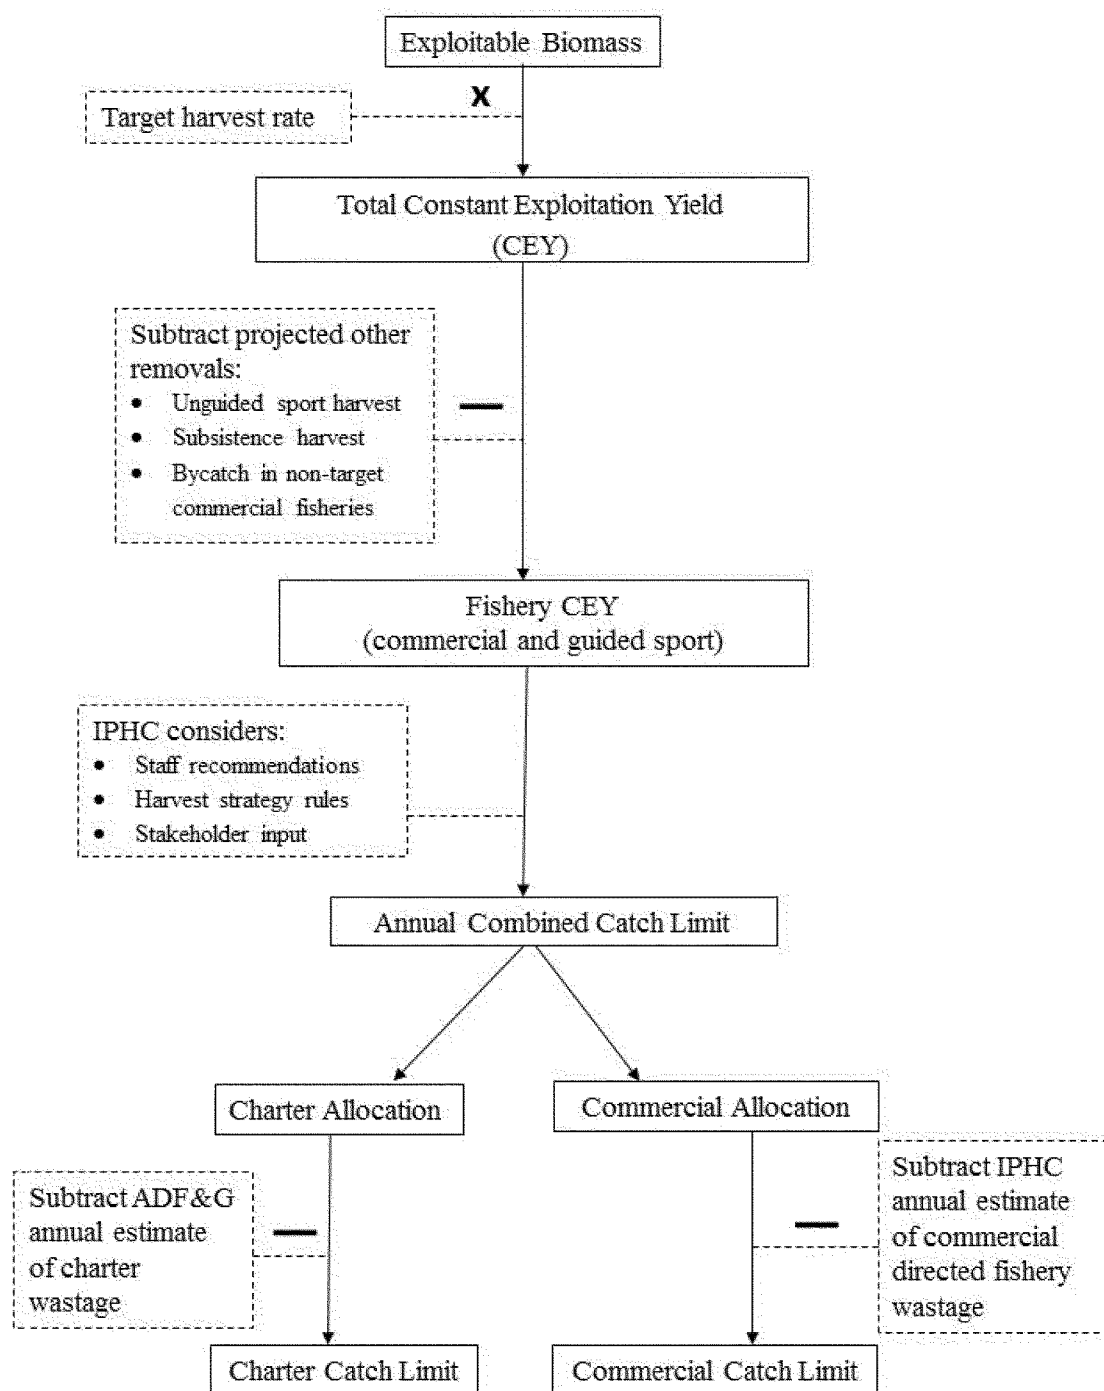 Exploitable Biomass
X
Target harvest rate
Total Constant Exploitation Yield
(CEY)
Subtract projected other
removals:
• Unguided sport harvest
• Subsistence harvest
• Bycatch in non-target
commercial fisheries
—
Fishery CEY
(commercial and guided sport)
IPHC considers:
• Staff recommendations
• Harvest strategy rules
• Stakeholder input
Annual Combined Catch Limit
Charter Allocation
Commercial Allocation
Subtract ADF&G
annual estimate
of charter
wastage
—
Subtract IPHC
annual estimate
of commercial
directed fishery
wastage
—
Charter Catch Limit
Commercial Catch Limit